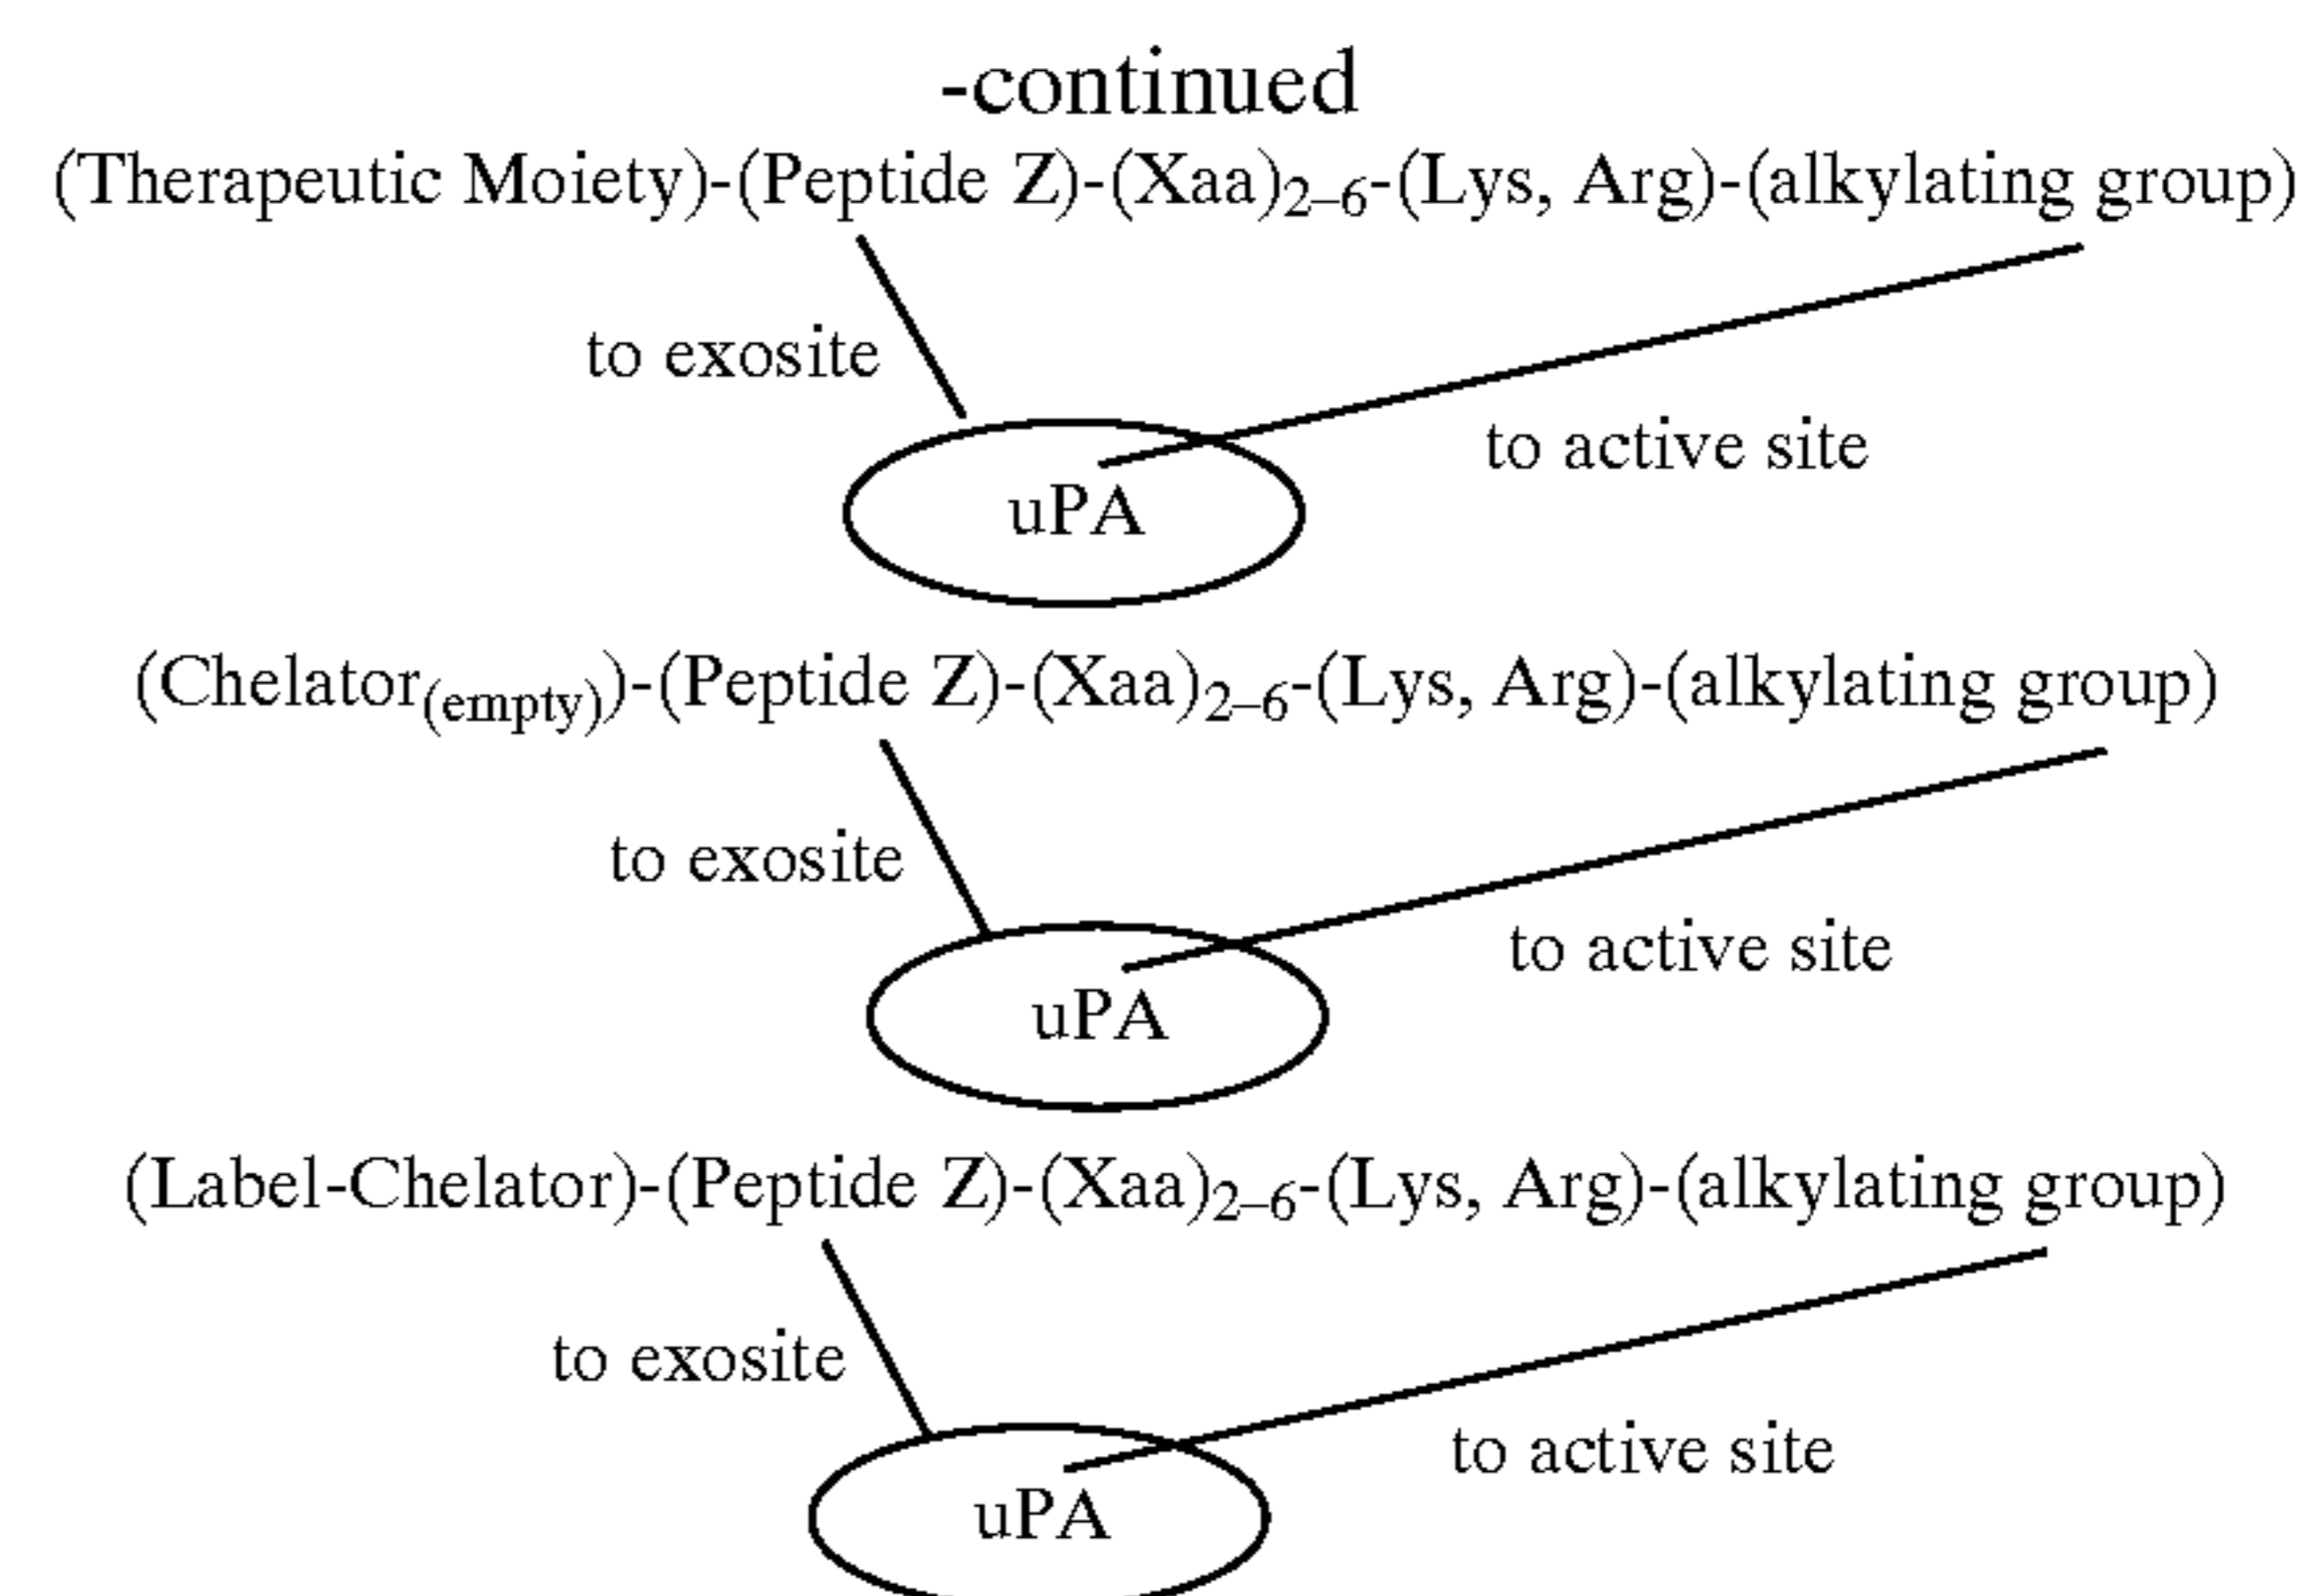 -continued
(Therapeutic Moiety)-(Peptide Z)-(Xaa)₂₋₆-(Lys, Arg)-(alkylating group)
to exosite
to active site
uPA
(Chelator₍empty₎)-(Peptide Z)-(Xaa)₂₋₆-(Lys, Arg)-(alkylating group)
to exosite
to active site
uPA
(Label-Chelator)-(Peptide Z)-(Xaa)₂₋₆-(Lys, Arg)-(alkylating group)
to exosite
to active site
uPA